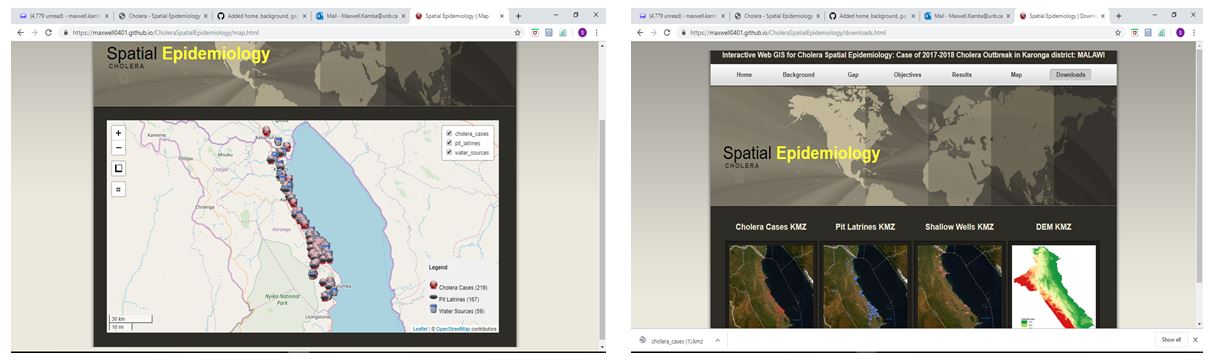 (4,779 unread) - maxwell.kam
Cholera - Spatial Epidemiology
Added home, background, ga
Mail - Maxwell.Kamba@unb.ca
Spatial Epidemiology | Map
https://maxwell0401.github.io/CholeraSpatialEpidemiology/map.html
Spatial Epidemiology
CHOLERA
+
−
cholera_cases
pit_latrines
water_sources
Kameme
Chitipa
Misuku
Chitipa
Chisenga
Karonga
Nyika National
Park
Livingstonia
Legend
Cholera Cases (219)
Pit Latrines (167)
Water Sources (59)
30 km
10 mi
Leaflet | © OpenStreetMap contributors
(4,779 unread) - maxwell.kam
Cholera - Spatial Epidemiology
Added home, background, ga
Mail - Maxwell.Kamba@unb.ca
Spatial Epidemiology | Downl
https://maxwell0401.github.io/CholeraSpatialEpidemiology/downloads.html
Interactive Web GIS for Cholera Spatial Epidemiology: Case of 2017-2018 Cholera Outbreak in Karonga district: MALAWI
Home Background Gap Objectives Results Map Downloads
Spatial Epidemiology
CHOLERA
Cholera Cases KMZ Pit Latrines KMZ Shallow Wells KMZ DEM KMZ
cholera_cases (1).kmz
Show all